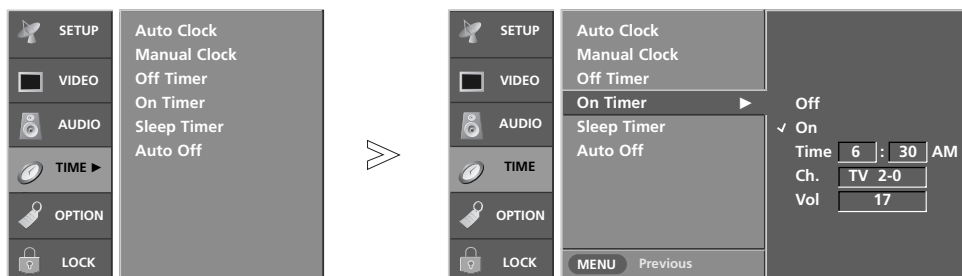 SETUP
VIDEO
AUDIO
TIME ►
OPTION
LOCK
Auto Clock
Manual Clock
Off Timer
On Timer
Sleep Timer
Auto Off
>
SETUP
VIDEO
AUDIO
TIME
OPTION
LOCK
Auto Clock
Manual Clock
Off Timer
On Timer ►
Sleep Timer
Auto Off
MENU Previous
Off
✓ On
Time 6 : 30 AM
Ch. TV 2-0
Vol 17